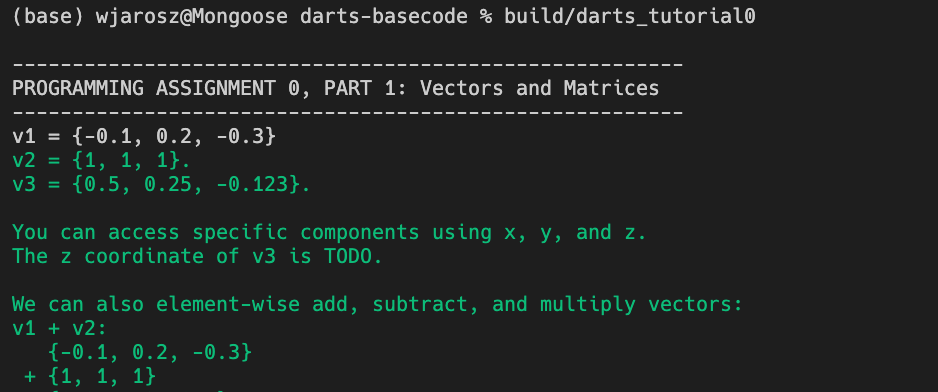 (base) wjarosz@Mongoose darts-basecode % build/darts_tutorial0
--------------------------------------------------------
PROGRAMMING ASSIGNMENT 0, PART 1: Vectors and Matrices
--------------------------------------------------------
v1 = {-0.1, 0.2, -0.3}
v2 = {1, 1, 1}.
v3 = {0.5, 0.25, -0.123}.
You can access specific components using x, y, and z.
The z coordinate of v3 is TODO.
We can also element-wise add, subtract, and multiply vectors:
v1 + v2:
   {-0.1, 0.2, -0.3}
 + {1, 1, 1}